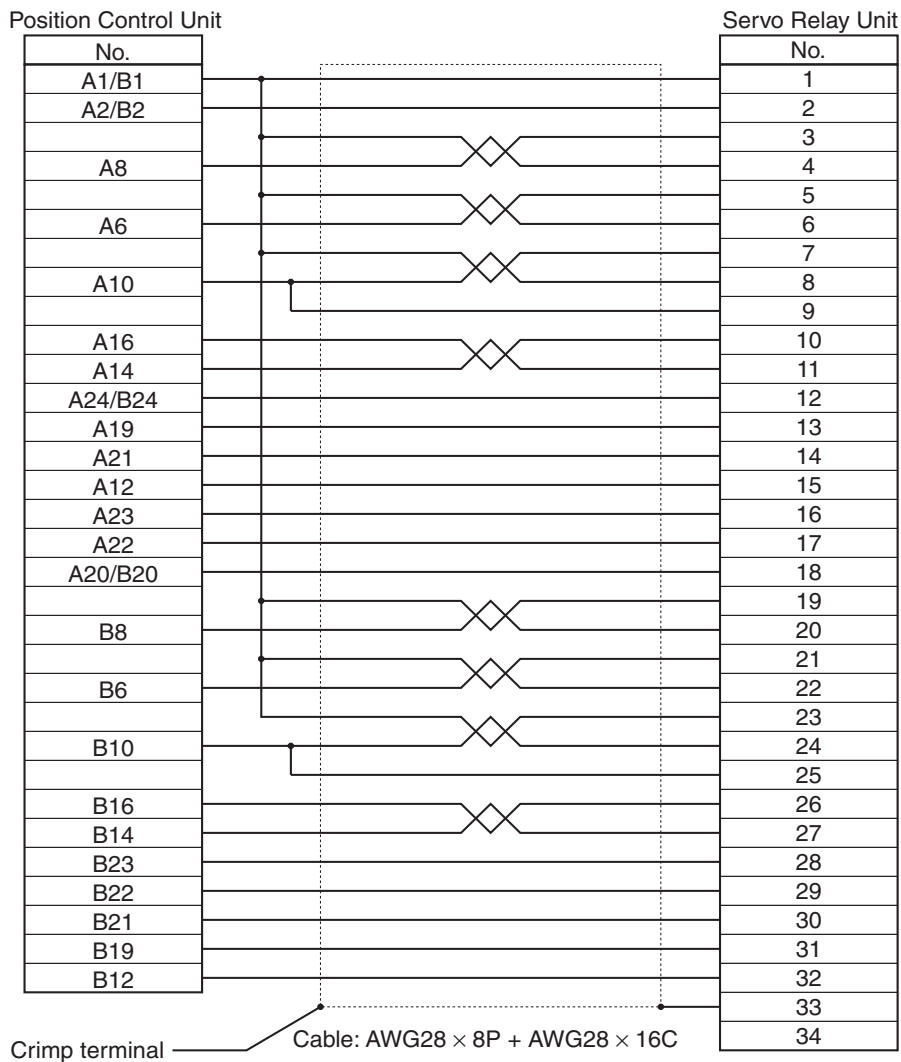 Position Control Unit Servo Relay Unit
No. No.
A1/B1 1
A2/B2 2
3
A8 4
5
A6 6
7
A10 8
9
A16 10
A14 11
A24/B24 12
A19 13
A21 14
A12 15
A23 16
A22 17
A20/B20 18
19
B8 20
21
B6 22
23
B10 24
25
B16 26
B14 27
B23 28
B22 29
B21 30
B19 31
B12 32
33
34
Crimp terminal Cable: AWG28 × 8P + AWG28 × 16C